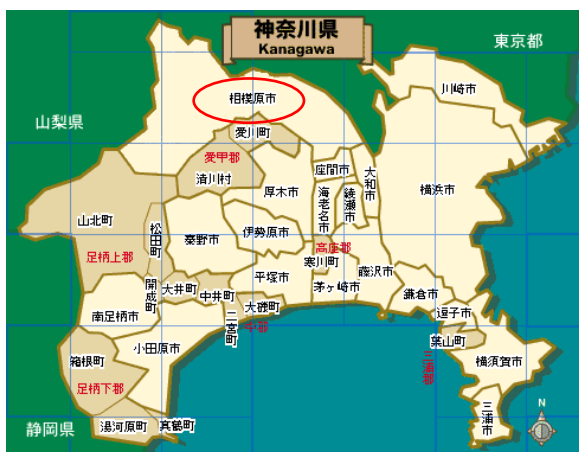 神奈川県
Kanagawa
東京都
川崎市
相模原市
山梨県
愛川町
愛甲郡
清川村
座間市
大和市
厚木市
海老名市
綾瀬市
横浜市
山北町
松田町
秦野市
伊勢原市
高座郡
足柄上郡
寒川町
藤沢市
開成町
大井町
中井町
平塚市
茅ヶ崎市
鎌倉市
南足柄市
大磯町
逗子市
二宮町
中郡
葉山町
小田原市
箱根町
三浦郡
横須賀市
足柄下郡
三浦市
N
静岡県
湯河原町
真鶴町